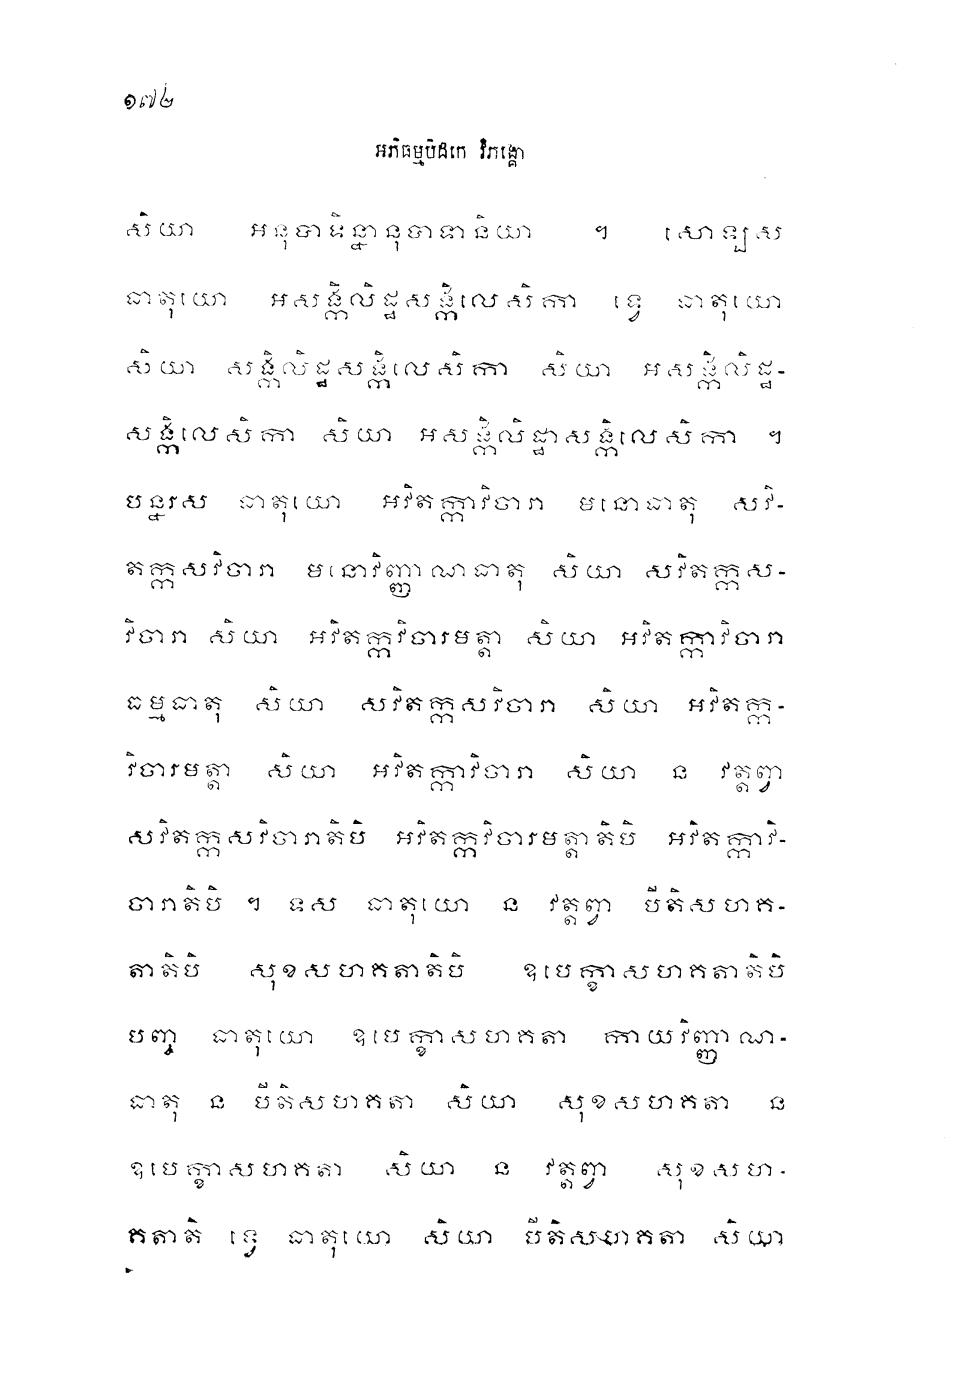 ១៧២
អភិធម្មបិដកេ វិភង្គោ
សិយា អនុបាទិន្នានុបាទានិយា ។ សោឡស
ធាតុយោ អសង្កិលិដ្ឋសង្កិលេសិកា ទ្វេ ធាតុយោ
សិយា សង្កិលិដ្ឋសង្កិលេសិកា សិយា អសង្កិលិដ្ឋ-
សង្កិលេសិកា សិយា អសង្កិលិដ្ឋាសង្កិលេសិកា ។
បន្នរស ធាតុយោ អវិតក្កាវិចារា មនោធាតុ សវិ-
តក្កសវិចារា មនោវិញ្ញាណធាតុ សិយា សវិតក្កស-
វិចារា សិយា អវិតក្កវិចារមត្តា សិយា អវិតក្កាវិចារា
ធម្មធាតុ សិយា សវិតក្កសវិចារា សិយា អវិតក្ក-
វិចារមត្តា សិយា អវិតក្កាវិចារា សិយា ន វត្តព្វា
សវិតក្កសវិចារាតិបិ អវិតក្កវិចារមត្តាតិបិ អវិតក្កាវិ-
ចារាតិបិ ។ ទស ធាតុយោ ន វត្តព្វា បីតិសហគ-
តាតិបិ សុខសហគតាតិបិ ឧបេក្ខាសហគតាតិបិ
បញ្ច ធាតុយោ ឧបេក្ខាសហគតា កាយវិញ្ញាណ-
ធាតុ ន បីតិសហគតា សិយា សុខសហគតា ន
ឧបេក្ខាសហគតា សិយា ន វត្តព្វា សុខសហ-
គតាតិ ទ្វេ ធាតុយោ សិយា បីតិសហគតា សិយា